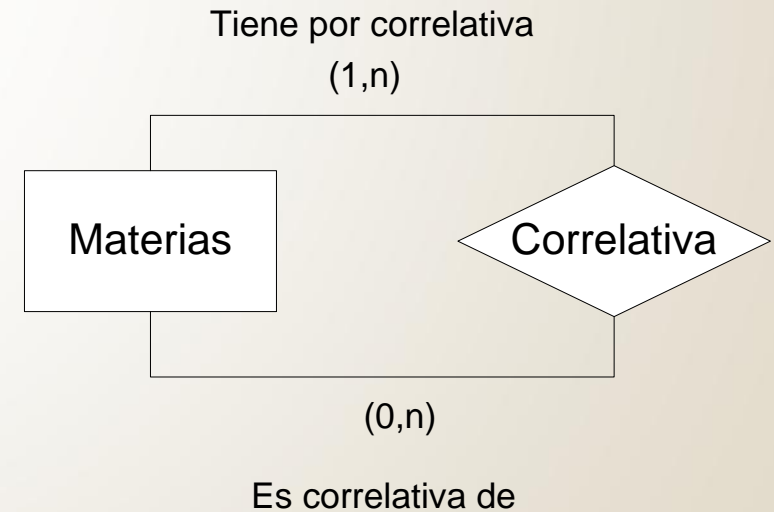 Tiene por correlativa
(1,n)
Materias
Correlativa
(0,n)
Es correlativa de